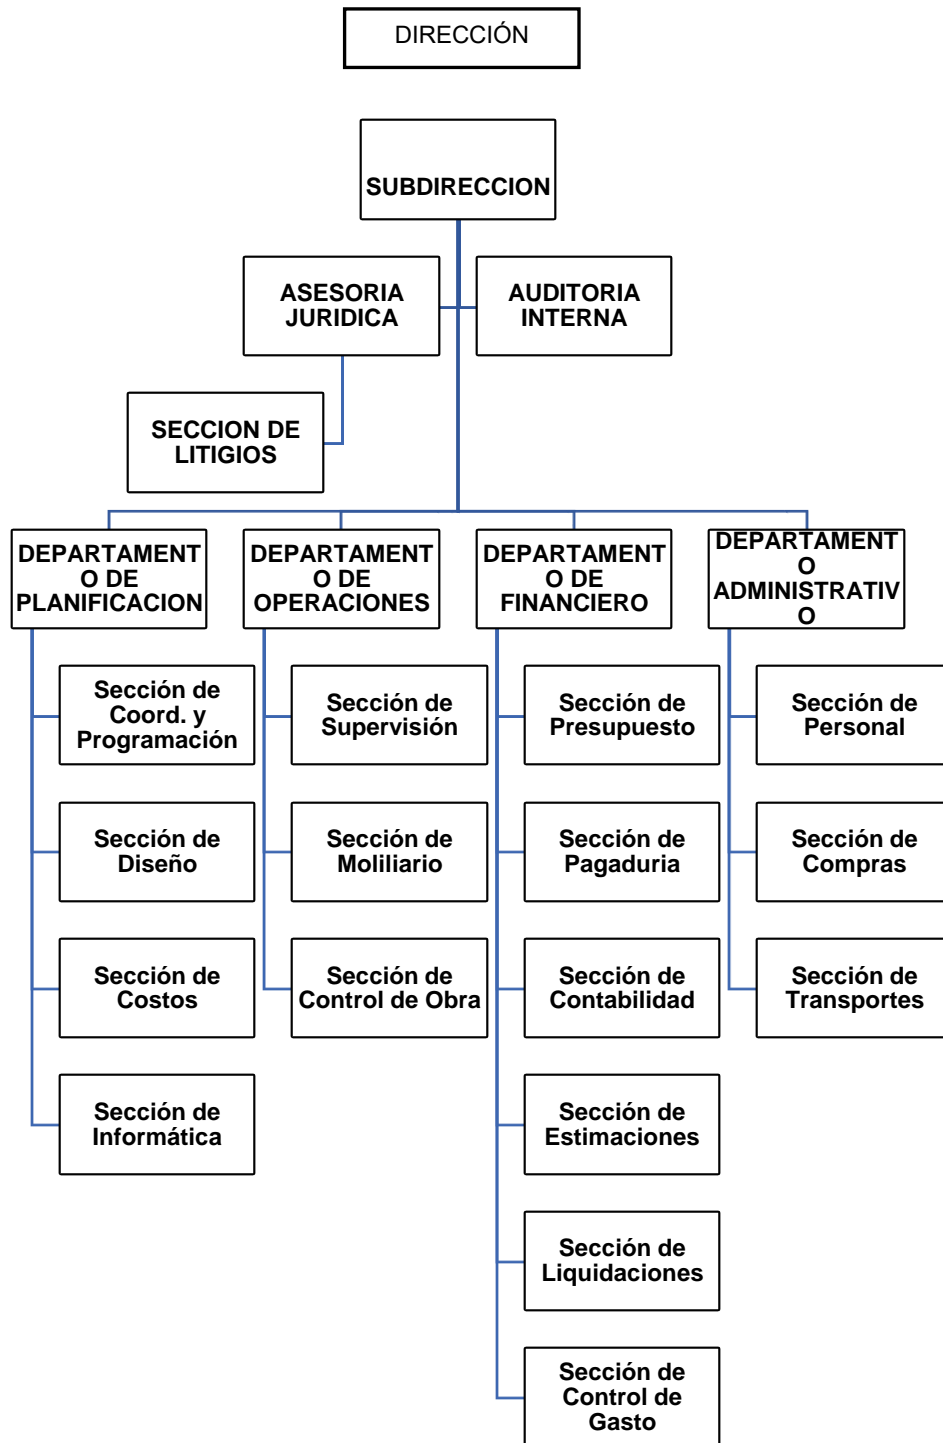 DIRECCIÓN
SUBDIRECCION
ASESORIA
JURIDICA
AUDITORIA
INTERNA
SECCION DE
LITIGIOS
DEPARTAMENT
O DE
PLANIFICACION
DEPARTAMENT
O DE
OPERACIONES
DEPARTAMENT
O DE
FINANCIERO
DEPARTAMENT
O
ADMINISTRATIV
O
Sección de
Coord. y
Programación
Sección de
Supervisión
Sección de
Presupuesto
Sección de
Personal
Sección de
Diseño
Sección de
Moliliario
Sección de
Pagaduria
Sección de
Compras
Sección de
Costos
Sección de
Control de Obra
Sección de
Contabilidad
Sección de
Transportes
Sección de
Informática
Sección de
Estimaciones
Sección de
Liquidaciones
Sección de
Control de
Gasto